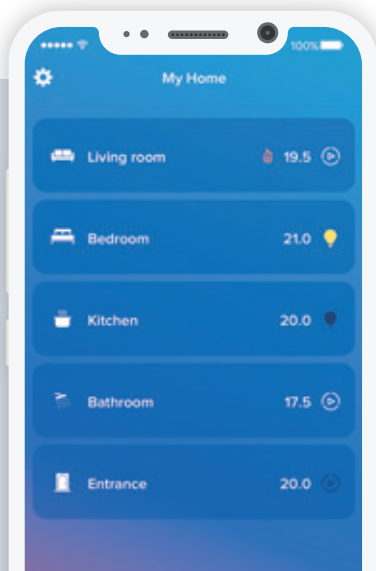 100%
My Home
Living room 19.5
Bedroom 21.0
Kitchen 20.0
Bathroom 17.5
Entrance 20.0